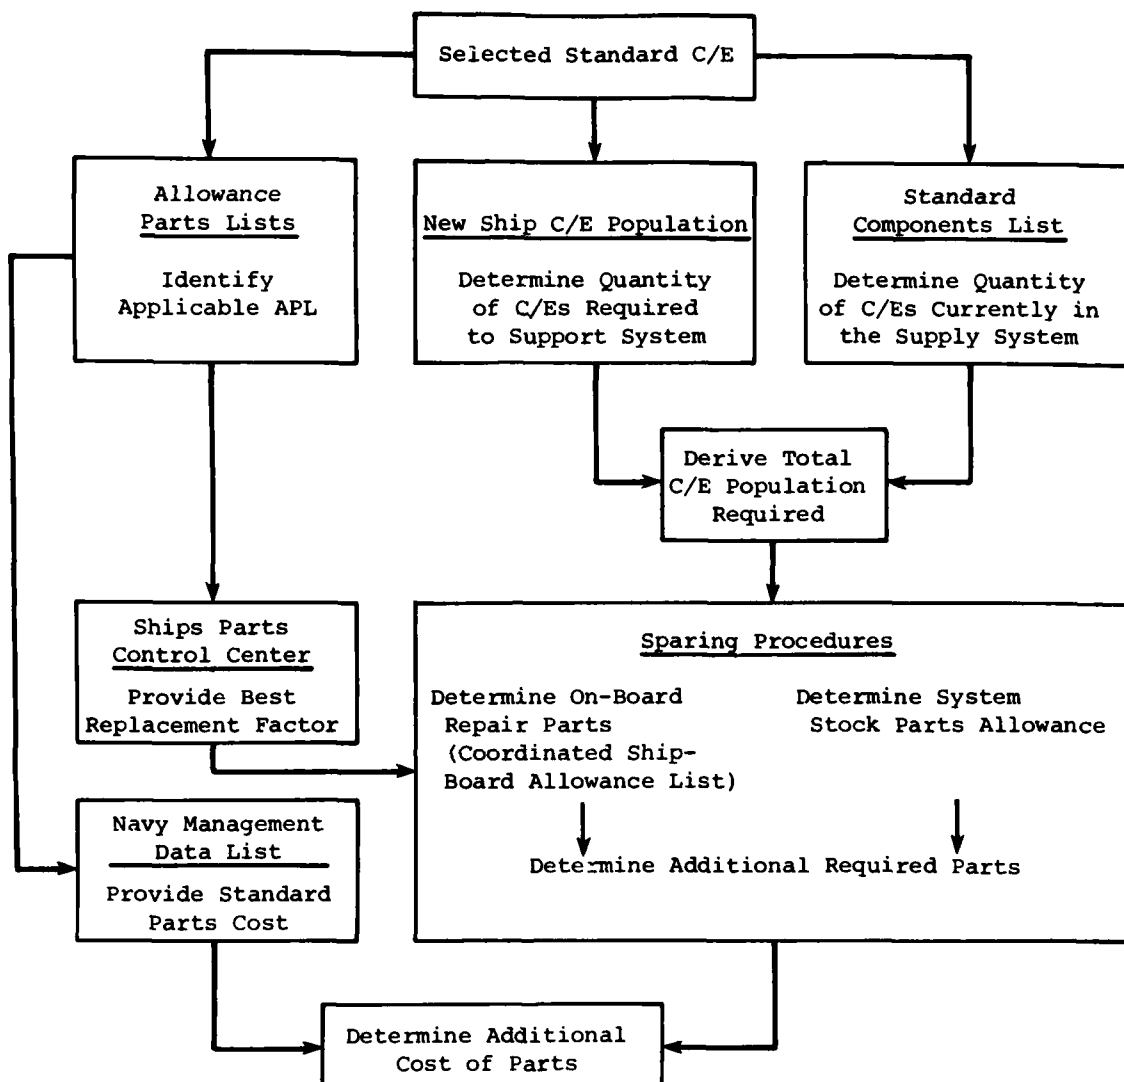 Selected Standard C/E
Allowance
Parts Lists
Identify
Applicable APL
New Ship C/E Population
Determine Quantity
of C/Es Required
to Support System
Standard
Components List
Determine Quantity
of C/Es Currently in
the Supply System
Derive Total
C/E Population
Required
Ships Parts
Control Center
Provide Best
Replacement Factor
Sparing Procedures
Determine On-Board
Repair Parts
(Coordinated Ship-
Board Allowance List)
Determine System
Stock Parts Allowance
Determine Additional Required Parts
Navy Management
Data List
Provide Standard
Parts Cost
Determine Additional
Cost of Parts